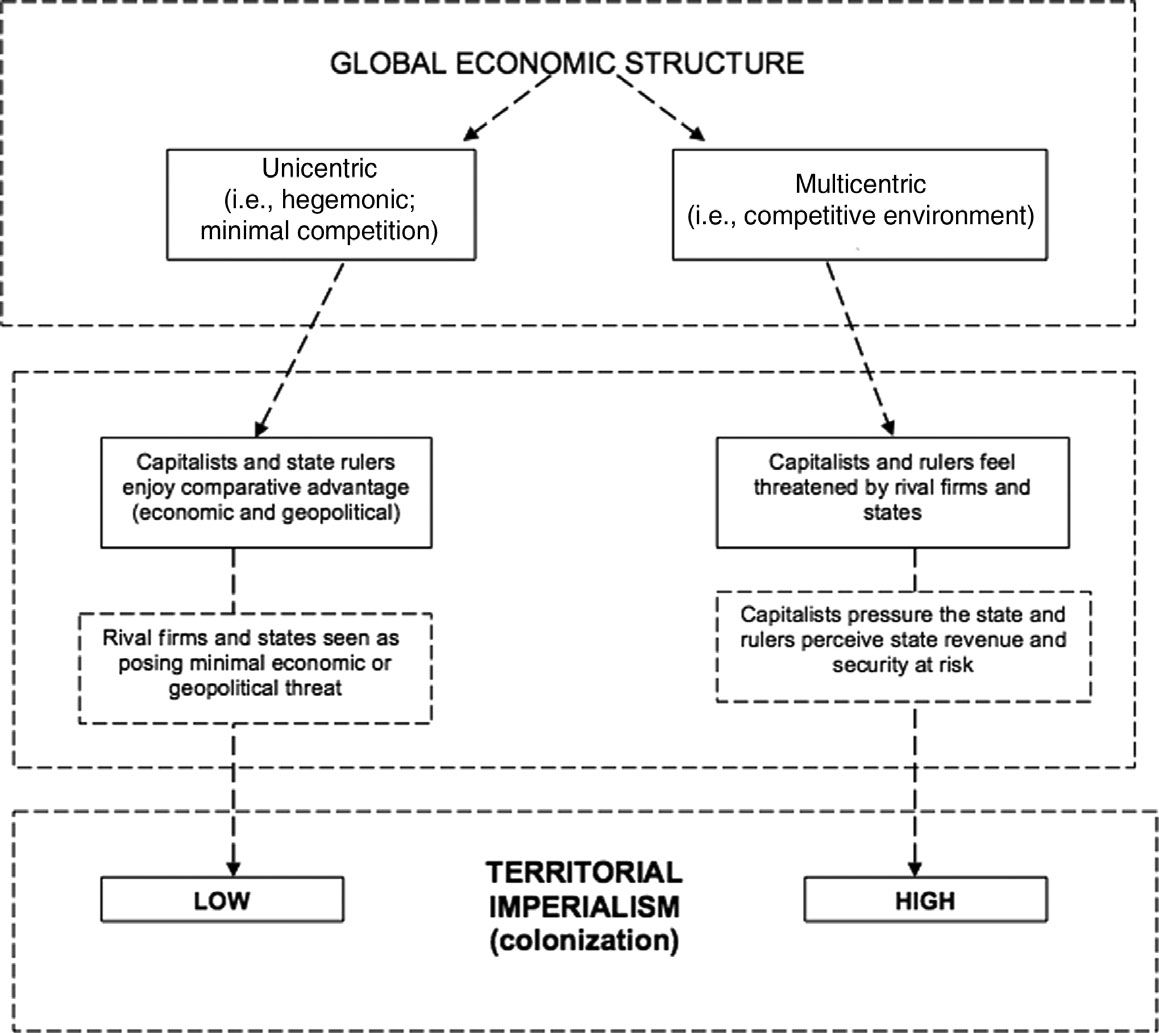 GLOBAL ECONOMIC STRUCTURE
Unicentric
(i.e., hegemonic;
minimal competition)
Multicentric
(i.e., competitive environment)
Capitalists and state rulers
enjoy comparative advantage
(economic and geopolitical)
Capitalists and rulers feel
threatened by rival firms and
states
Rival firms and states seen as
posing minimal economic or
geopolitical threat
Capitalists pressure the state and
rulers perceive state revenue and
security at risk
LOW
TERRITORIAL
IMPERIALISM
(colonization)
HIGH